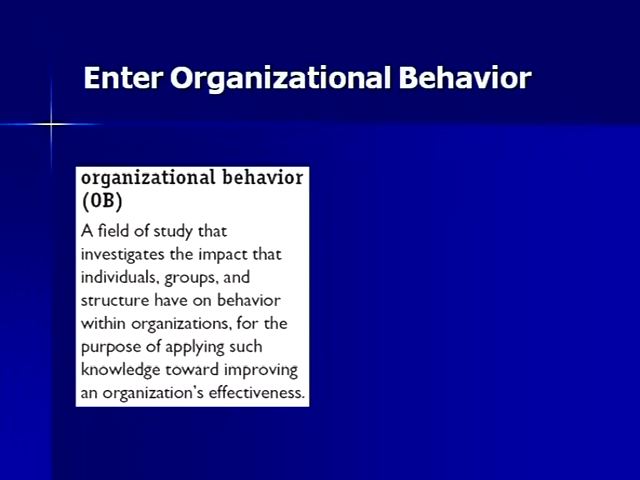 Enter Organizational Behavior
organizational behavior
(OB)
A field of study that
investigates the impact that
individuals, groups, and
structure have on behavior
within organizations, for the
purpose of applying such
knowledge toward improving
an organization's effectiveness.